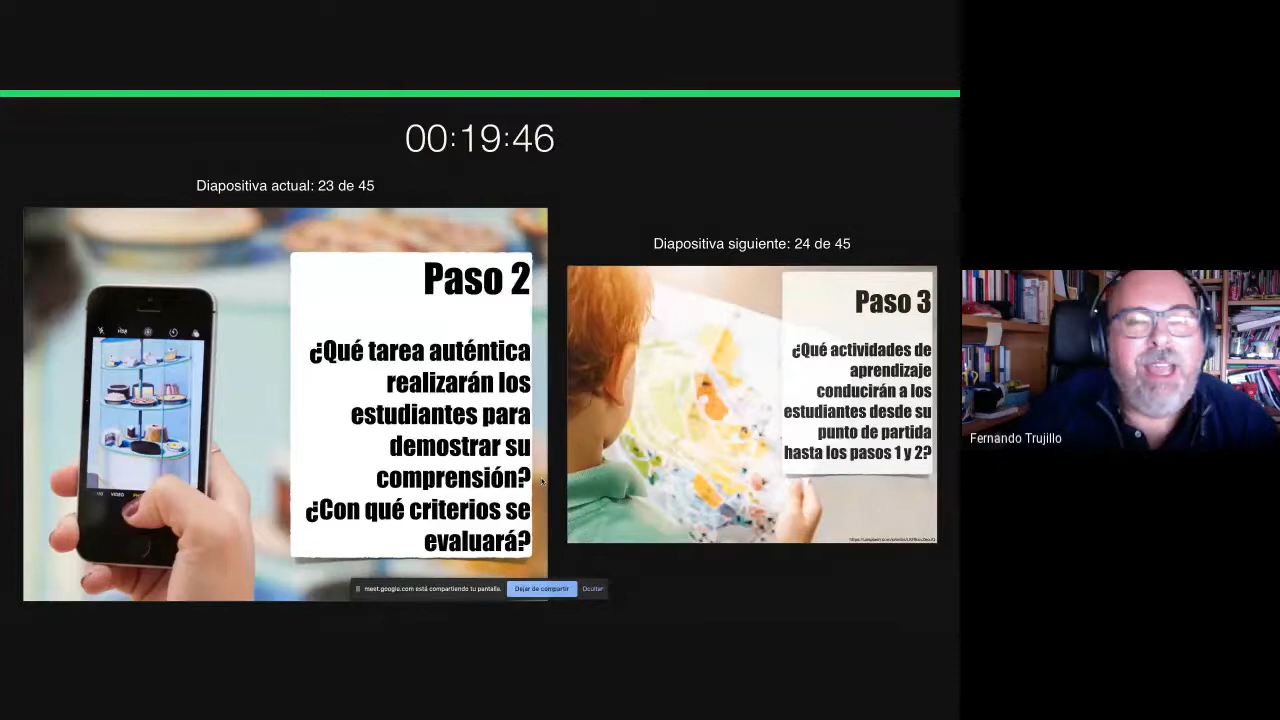 00:19:46
Diapositiva actual: 23 de 45
Paso 2
¿Qué tarea auténtica
realizarán los
estudiantes para
demostrar su
comprensión?
¿Con qué criterios se
evaluará?
VIDEO
meet.google.com está compartiendo tu pantalla.
Dejar de compartir
Ocultar
Diapositiva siguiente: 24 de 45
Paso 3
¿Qué actividades de
aprendizaje
conducirán a los
estudiantes desde su
punto de partida
hasta los pasos 1 y 2?
Fernando Trujillo